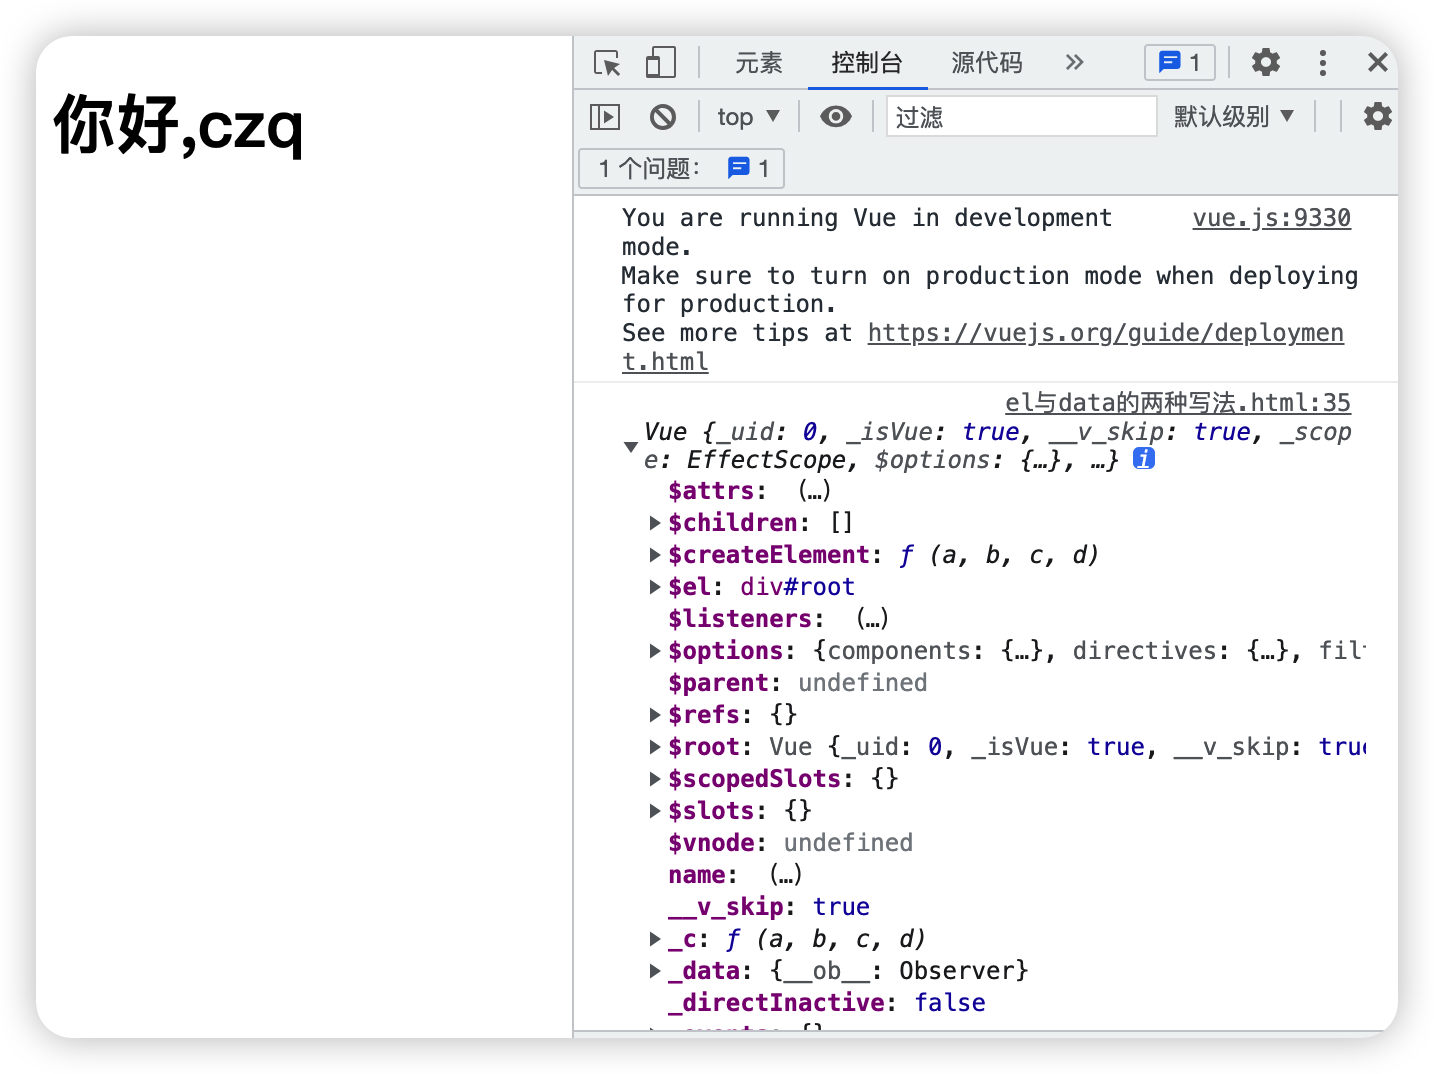 你好,czq
元素 控制台 源代码 1
top 过滤 默认级别
1 个问题: 1
You are running Vue in development vue.js:9330
mode.
Make sure to turn on production mode when deploying
for production.
See more tips at https://vuejs.org/guide/deploymen
t.html
el与data的两种写法.html:35
Vue {_uid: 0, _isVue: true, __v_skip: true, _scop
e: EffectScope, $options: {…}, …}
$attrs: (…)
$children: []
$createElement: ƒ (a, b, c, d)
$el: div#root
$listeners: (…)
$options: {components: {…}, directives: {…}, filt
$parent: undefined
$refs: {}
$root: Vue {_uid: 0, _isVue: true, __v_skip: true
$scopedSlots: {}
$slots: {}
$vnode: undefined
name: (…)
__v_skip: true
_c: ƒ (a, b, c, d)
_data: {__ob__: Observer}
_directInactive: false